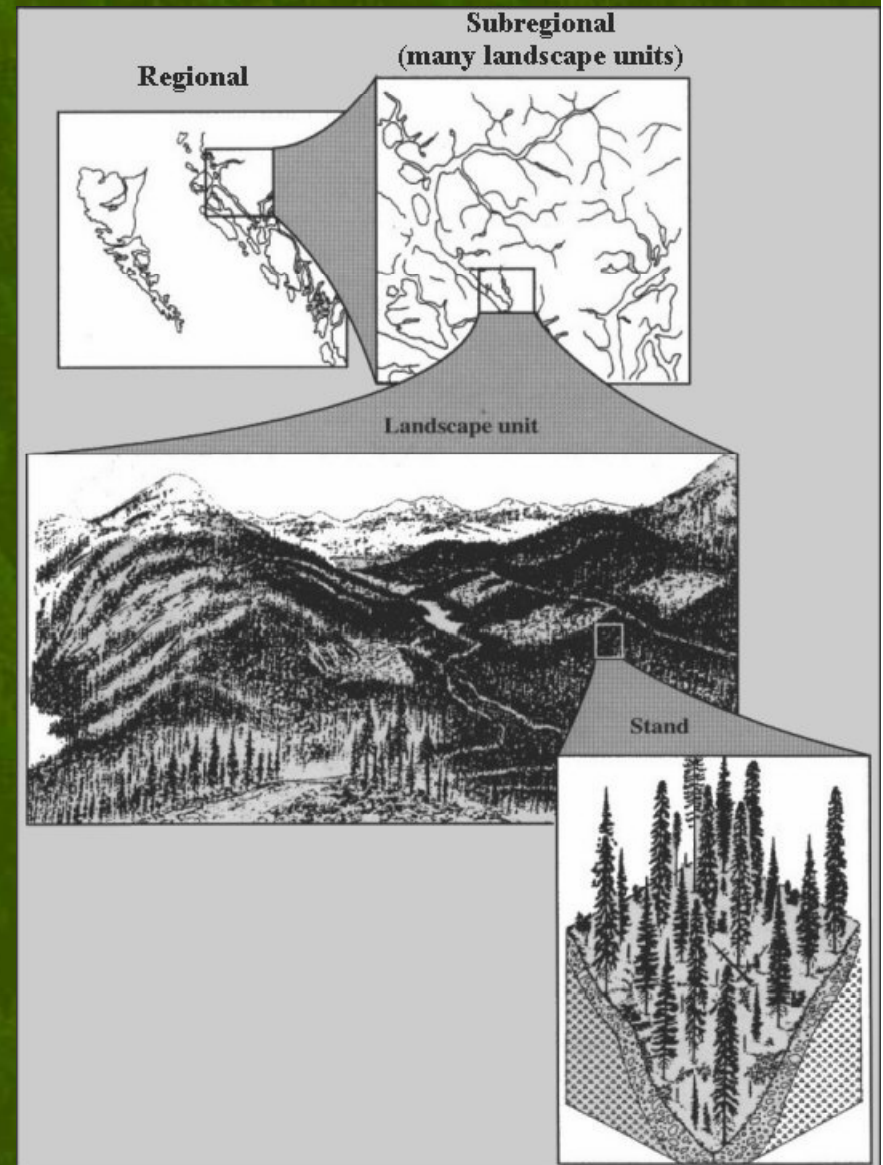 Regional
Subregional
(many landscape units)
Landscape unit
Stand